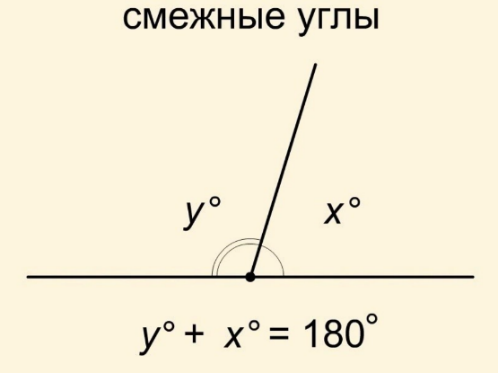 смежные углы
y° x°
y° + x° = 180°